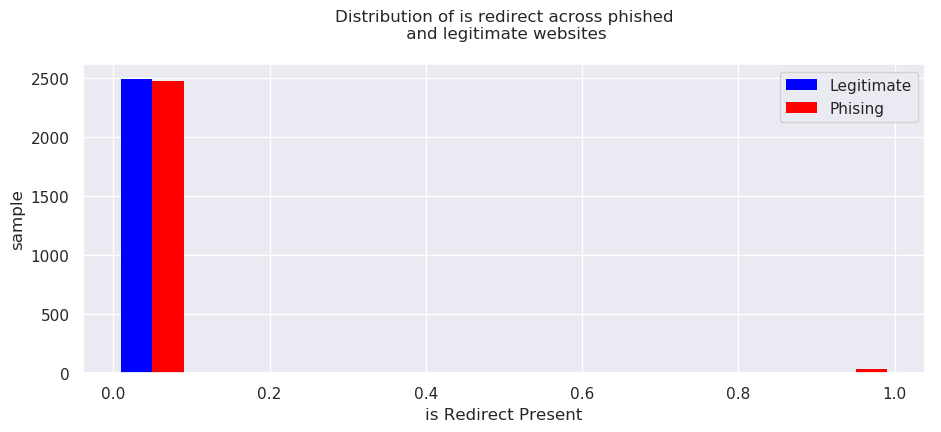 Distribution of is redirect across phished
and legitimate websites
Legitimate
Phising
2500
2000
1500
1000
500
0
sample
0.0 0.2 0.4 0.6 0.8 1.0
is Redirect Present